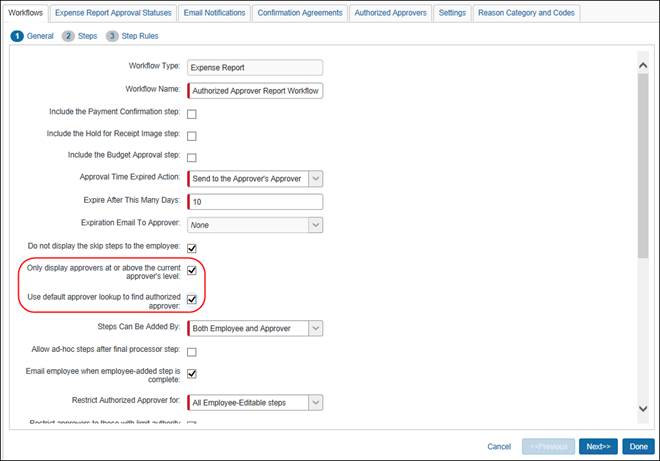 Workflows Expense Report Approval Statuses Email Notifications Confirmation Agreements Authorized Approvers Settings Reason Category and Codes
1 General 2 Steps 3 Step Rules
Workflow Type: Expense Report
Workflow Name: Authorized Approver Report Workflow
Include the Payment Confirmation step:
Include the Hold for Receipt Image step:
Include the Budget Approval step:
Approval Time Expired Action: Send to the Approver's Approver
Expire After This Many Days: 10
Expiration Email To Approver: None
Do not display the skip steps to the employee:
Only display approvers at or above the current
approver's level:
Use default approver lookup to find authorized
approver:
Steps Can Be Added By: Both Employee and Approver
Allow ad-hoc steps after final processor step:
Email employee when employee-added step is
complete:
Restrict Authorized Approver for: All Employee-Editable steps
Restrict approvers to those with limit authority
Cancel <<Previous Next>> Done